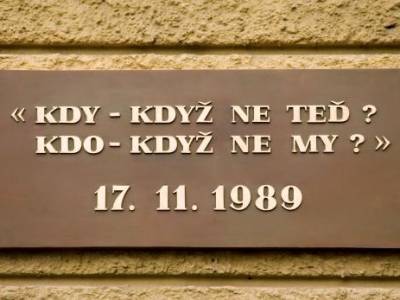 « KDY - KDYŽ NE TEĎ ?
KDO - KDYŽ NE MY ? »
17. 11. 1989